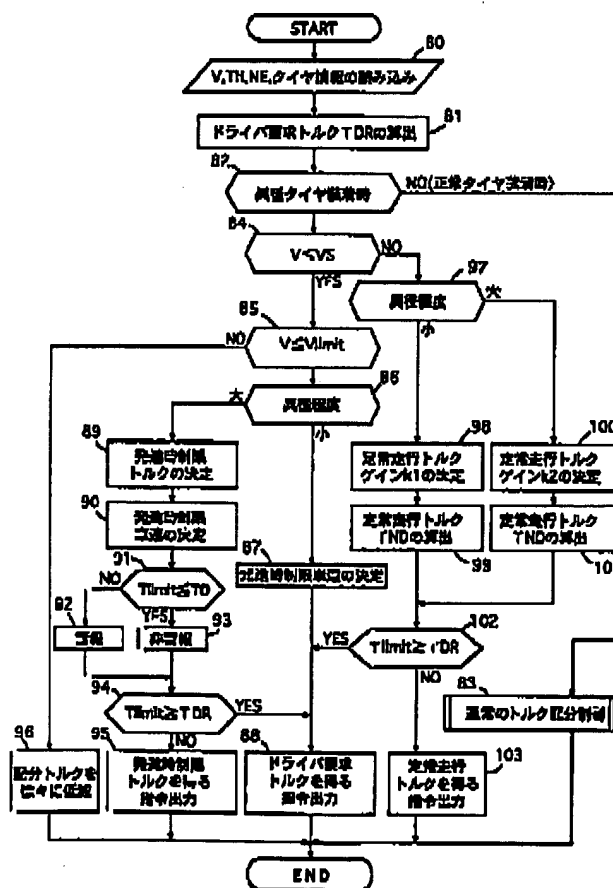 START
80
V,TH,NE,タイヤ情報の読み込み
81
ドライバ要求トルクTDRの算出
82
異径タイヤ装着時
NO(正常タイヤ装着時)
84
V≦VS
NO
YES
97
異径程度
大
小
85
NO
V≦Vlimit
86
異径程度
大
小
89
発進時制限
トルクの決定
98
定常走行トルク
ゲインk1の決定
100
定常走行トルク
ゲインk2の決定
90
発進時制限
車速の決定
定常走行トルク
TNDの算出
99
定常走行トルク
TNDの算出
10
87
発進時制限車速の決定
91
NO
Tlimit≦TO
YES
92
警報
93
非警報
102
YES
Tlimit≧TDR
NO
83
通常のトルク配分制御
94
Tlimit≧TDR
YES
NO
96
配分トルクを
徐々に低減
95
発進時制限
トルクを得る
指令出力
88
ドライバ要求
トルクを得る
指令出力
定常走行
トルクを得る
指令出力
103
END